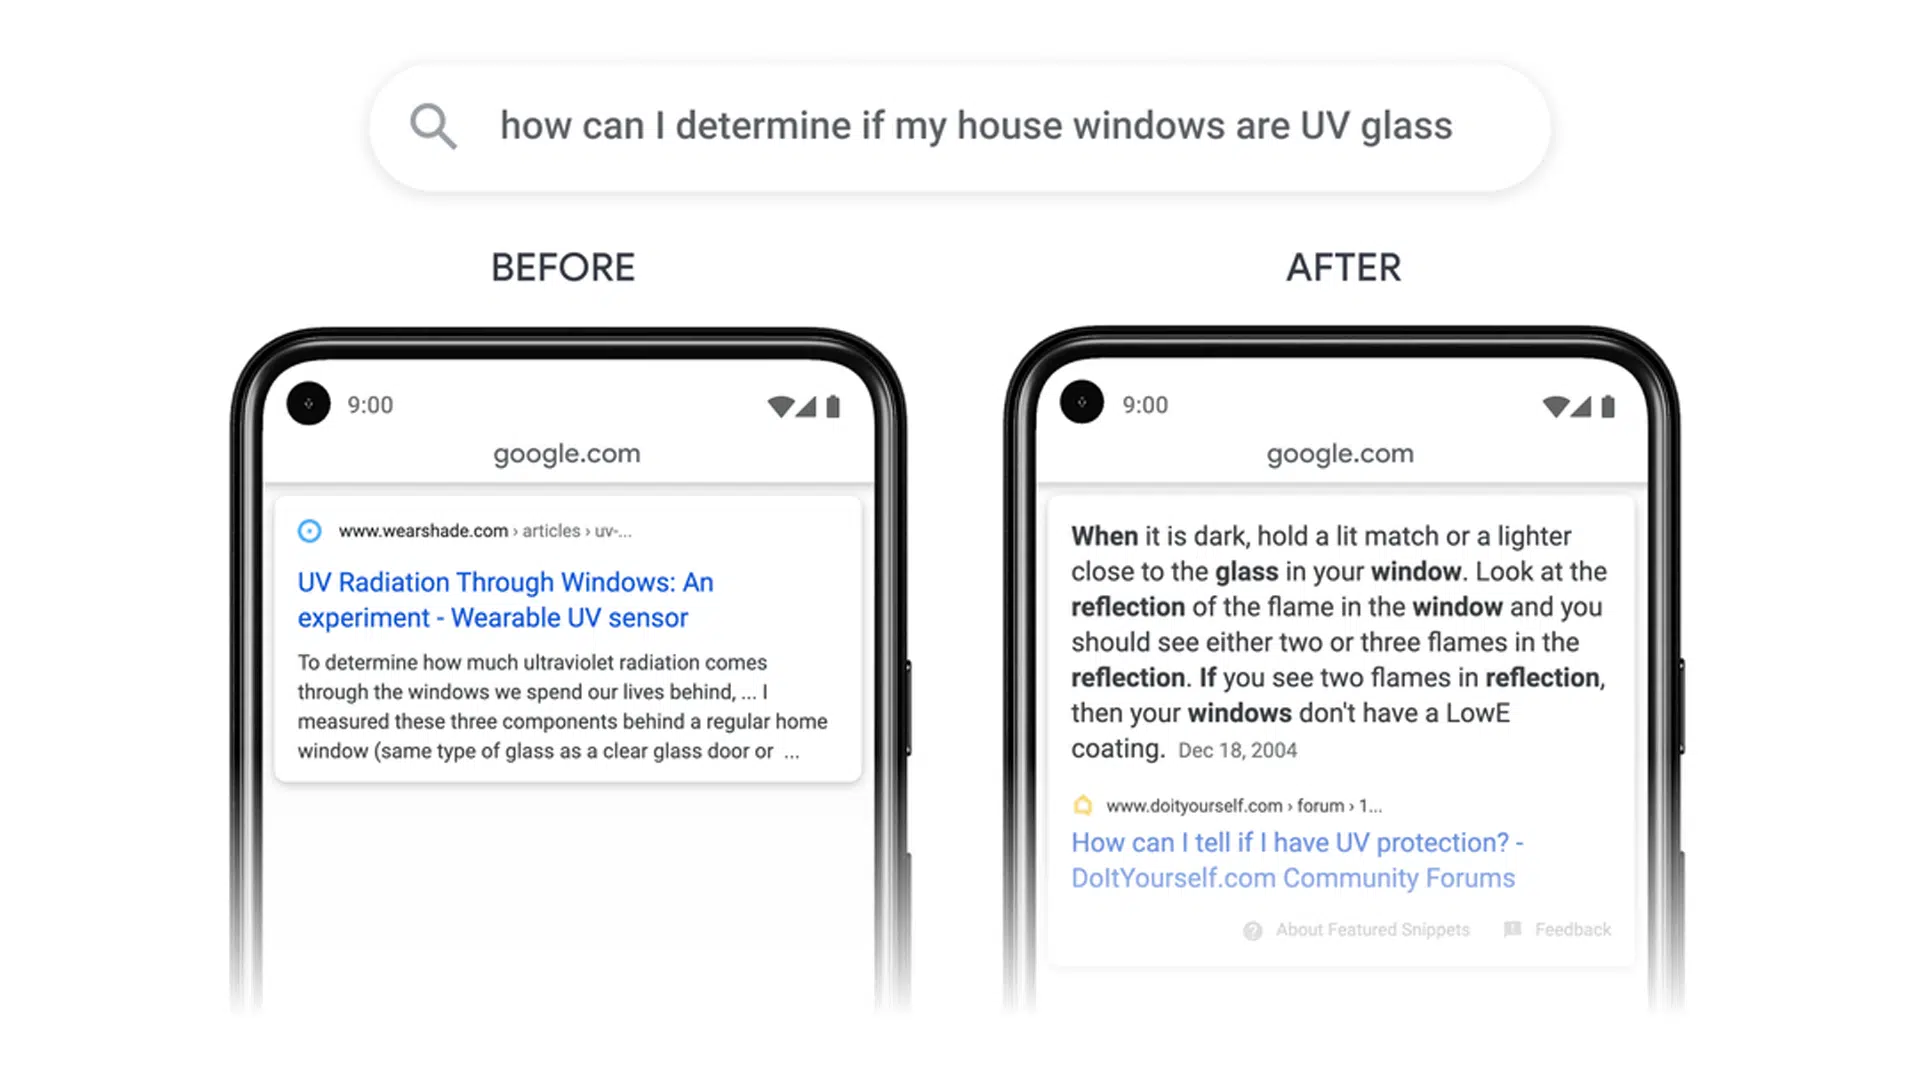 how can I determine if my house windows are UV glass
BEFORE
9:00
google.com
www.wearshade.com › articles › uv-...
UV Radiation Through Windows: An
experiment - Wearable UV sensor
To determine how much ultraviolet radiation comes
through the windows we spend our lives behind, ... I
measured these three components behind a regular home
window (same type of glass as a clear glass door or ...
AFTER
9:00
google.com
When it is dark, hold a lit match or a lighter
close to the glass in your window. Look at the
reflection of the flame in the window and you
should see either two or three flames in the
reflection. If you see two flames in reflection,
then your windows don't have a LowE
coating. Dec 18, 2004
www.doityourself.com › forum › 1...
How can I tell if I have UV protection? -
DoItYourself.com Community Forums
About Featured Snippets Feedback